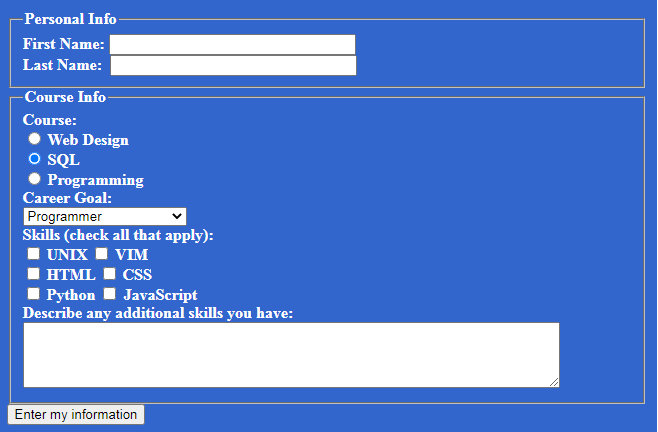 Personal Info
First Name:
Last Name:
Course Info
Course:
Web Design
SQL
Programming
Career Goal:
Programmer
Skills (check all that apply):
UNIX VIM
HTML CSS
Python JavaScript
Describe any additional skills you have:
Enter my information